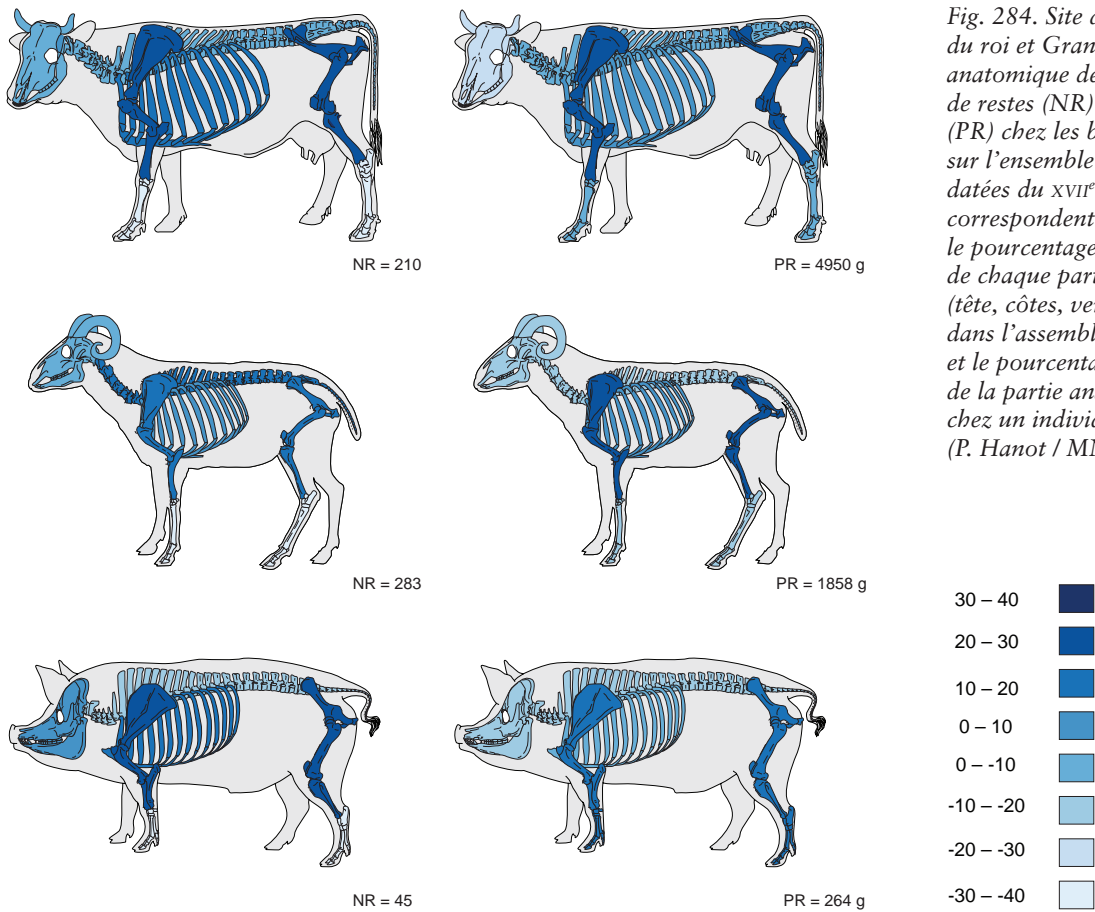 Fig. 284. Site
du roi et Gran
anatomique de
de restes (NR)
(PR) chez les b
sur l’ensemble
datées du XVIIe
correspondent
le pourcentage
de chaque par
(tête, côtes, ve
dans l’assembl
et le pourcenta
de la partie an
chez un individ
(P. Hanot / M
NR = 210
PR = 4950 g
NR = 283
PR = 1858 g
NR = 45
PR = 264 g
30 – 40
20 – 30
10 – 20
0 – 10
0 – -10
-10 – -20
-20 – -30
-30 – -40